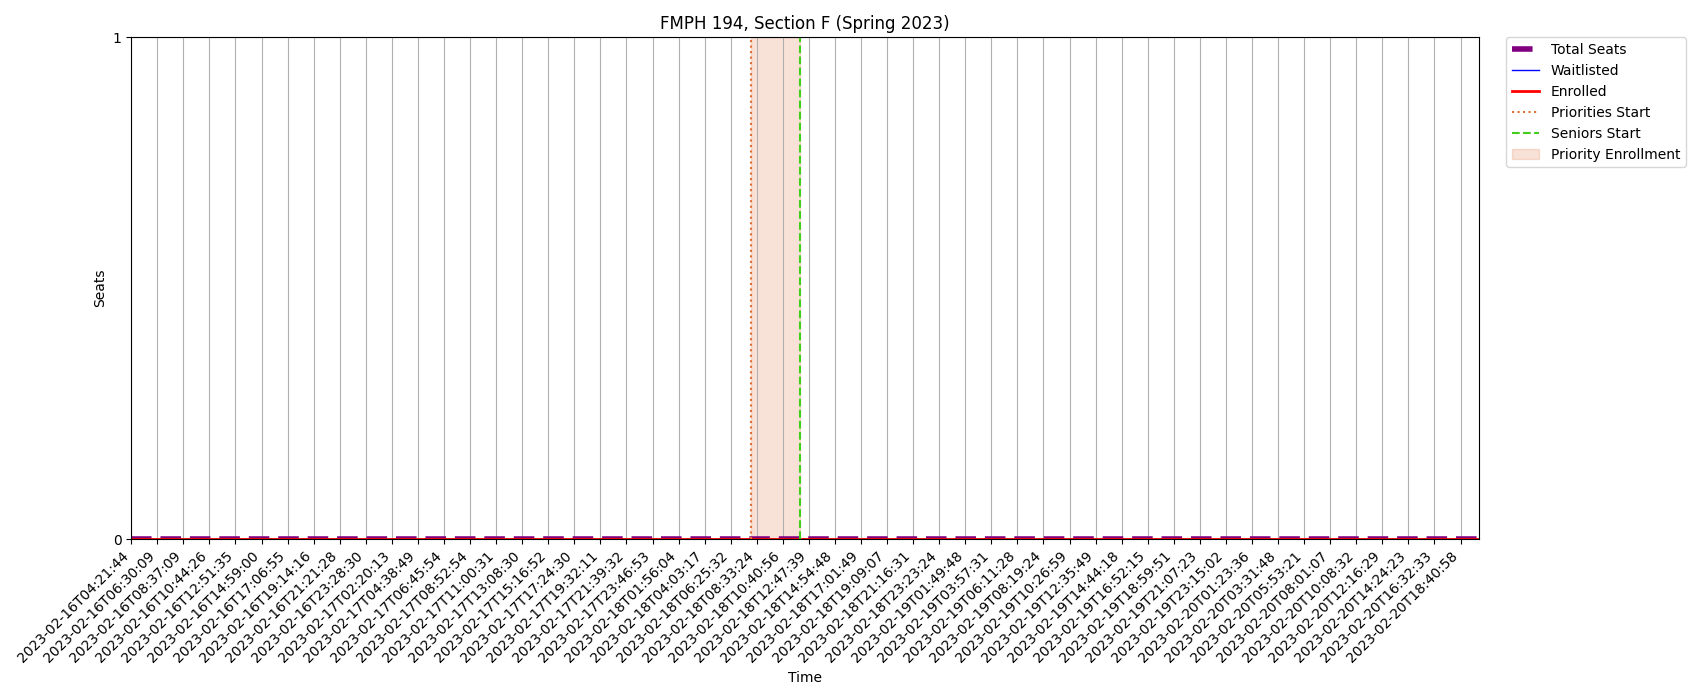 FMPH 194, Section F (Spring 2023)
1
0
Seats
2023-02-16T04:21:44
2023-02-16T06:30:09
2023-02-16T08:37:09
2023-02-16T10:44:26
2023-02-16T12:51:35
2023-02-16T14:59:00
2023-02-16T17:06:55
2023-02-16T19:14:16
2023-02-16T21:21:28
2023-02-16T23:28:30
2023-02-17T02:20:13
2023-02-17T04:38:49
2023-02-17T06:45:54
2023-02-17T08:52:54
2023-02-17T11:00:31
2023-02-17T13:08:30
2023-02-17T15:16:52
2023-02-17T17:24:30
2023-02-17T19:32:11
2023-02-17T21:39:32
2023-02-17T23:46:53
2023-02-18T01:56:04
2023-02-18T04:03:17
2023-02-18T06:25:32
2023-02-18T08:33:24
2023-02-18T10:40:56
2023-02-18T12:47:39
2023-02-18T14:54:48
2023-02-18T17:01:49
2023-02-18T19:09:07
2023-02-18T21:16:31
2023-02-18T23:23:24
2023-02-19T01:49:48
2023-02-19T03:57:31
2023-02-19T06:11:28
2023-02-19T08:19:24
2023-02-19T10:26:59
2023-02-19T12:35:49
2023-02-19T14:44:18
2023-02-19T16:52:15
2023-02-19T18:59:51
2023-02-19T21:07:23
2023-02-19T23:15:02
2023-02-20T01:23:36
2023-02-20T03:31:48
2023-02-20T05:53:21
2023-02-20T08:01:07
2023-02-20T10:08:32
2023-02-20T12:16:29
2023-02-20T14:24:23
2023-02-20T16:32:33
2023-02-20T18:40:58
Time
Total Seats
Waitlisted
Enrolled
Priorities Start
Seniors Start
Priority Enrollment